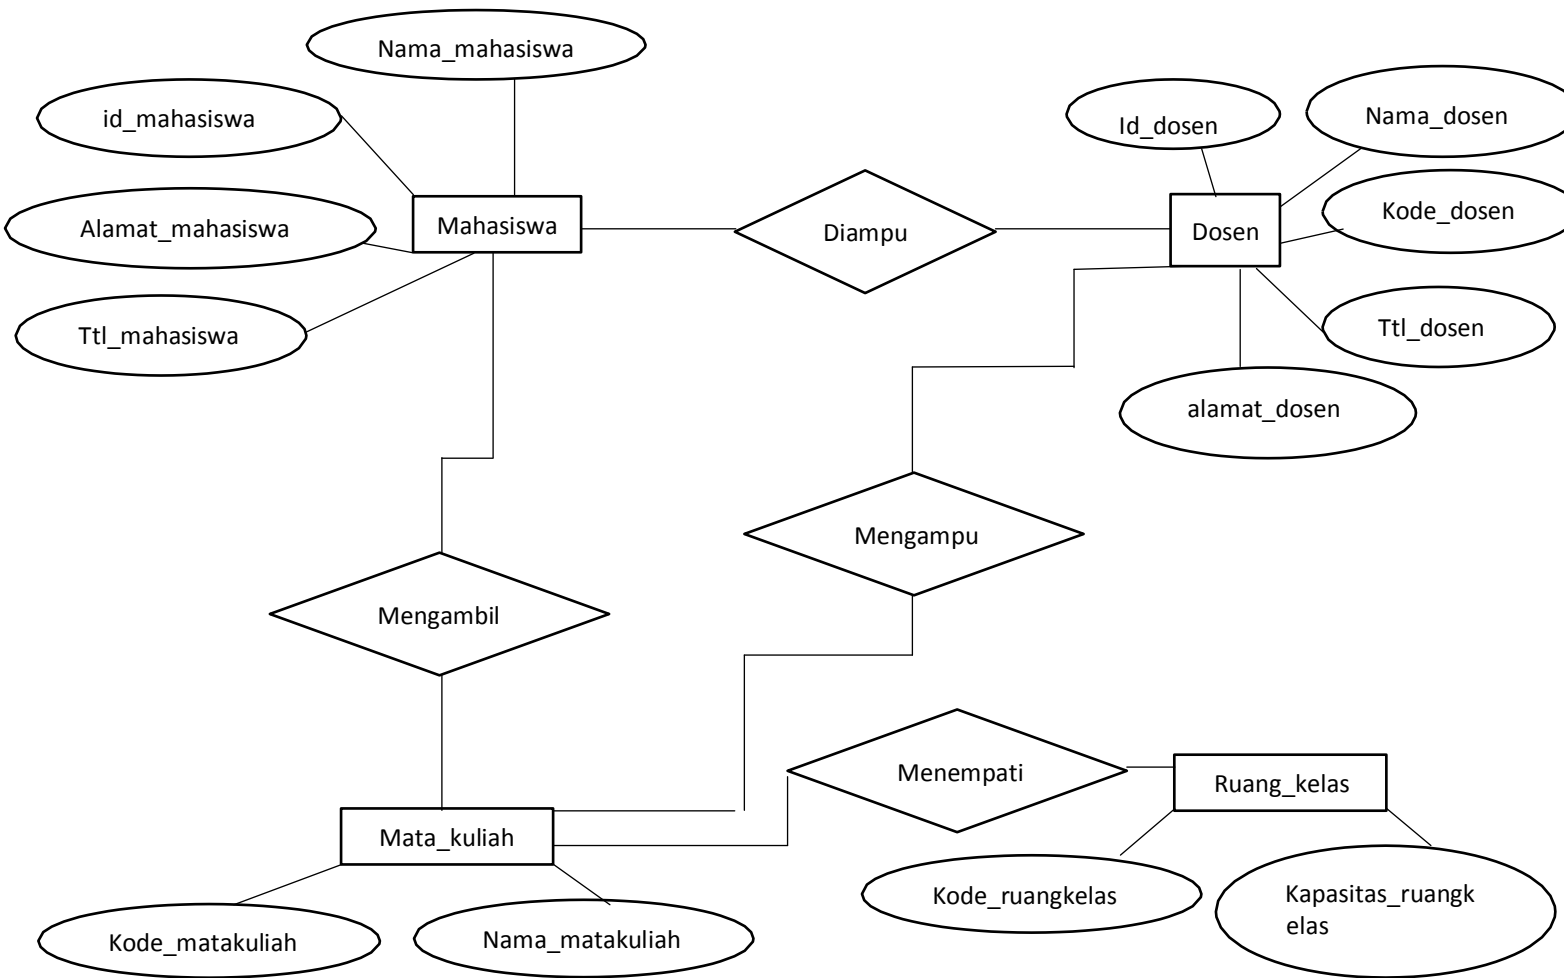 Nama_mahasiswa
id_mahasiswa
Id_dosen
Nama_dosen
Alamat_mahasiswa
Mahasiswa
Diampu
Dosen
Kode_dosen
Ttl_mahasiswa
Ttl_dosen
alamat_dosen
Mengampu
Mengambil
Menempati
Ruang_kelas
Mata_kuliah
Kode_ruangkelas
Kapasitas_ruangk
elas
Kode_matakuliah
Nama_matakuliah